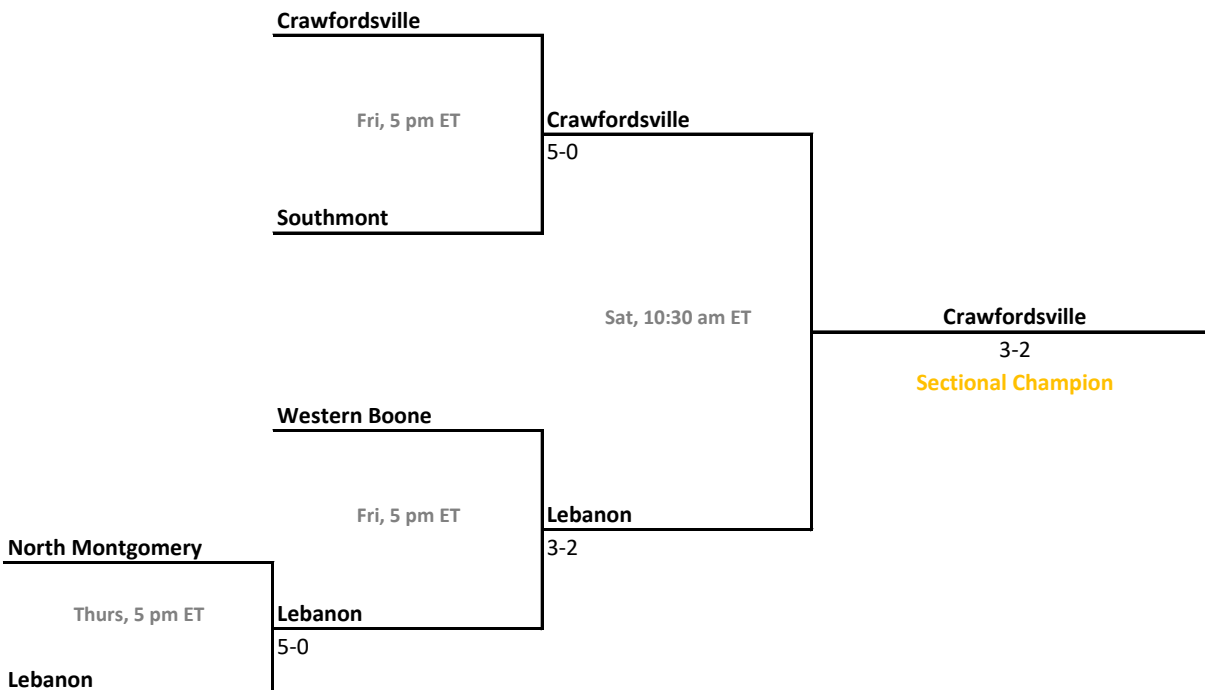 Crawfordsville
Fri, 5 pm ET
Crawfordsville
5-0
Southmont
Sat, 10:30 am ET
Crawfordsville
3-2
Sectional Champion
Western Boone
Fri, 5 pm ET
Lebanon
3-2
North Montgomery
Thurs, 5 pm ET
Lebanon
5-0
Lebanon